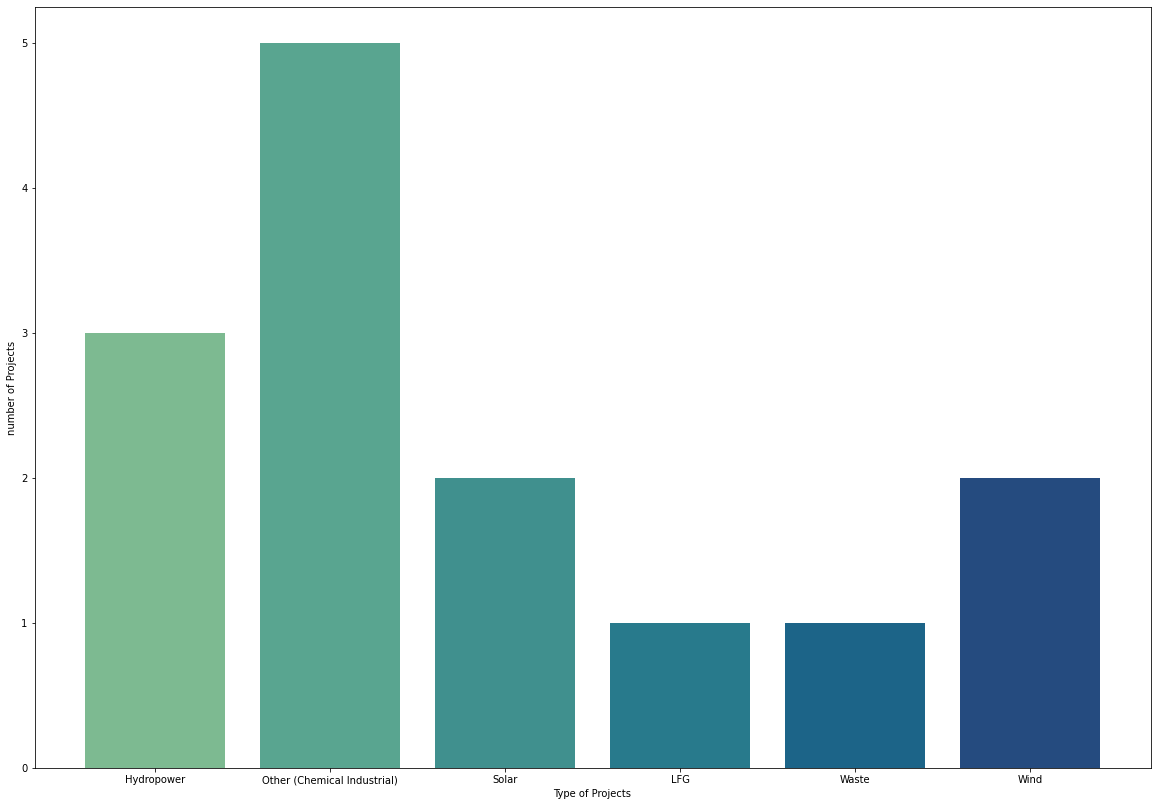 number of Projects
5
4
3
2
1
0
Hydropower
Other (Chemical Industrial)
Solar
LFG
Waste
Wind
Type of Projects